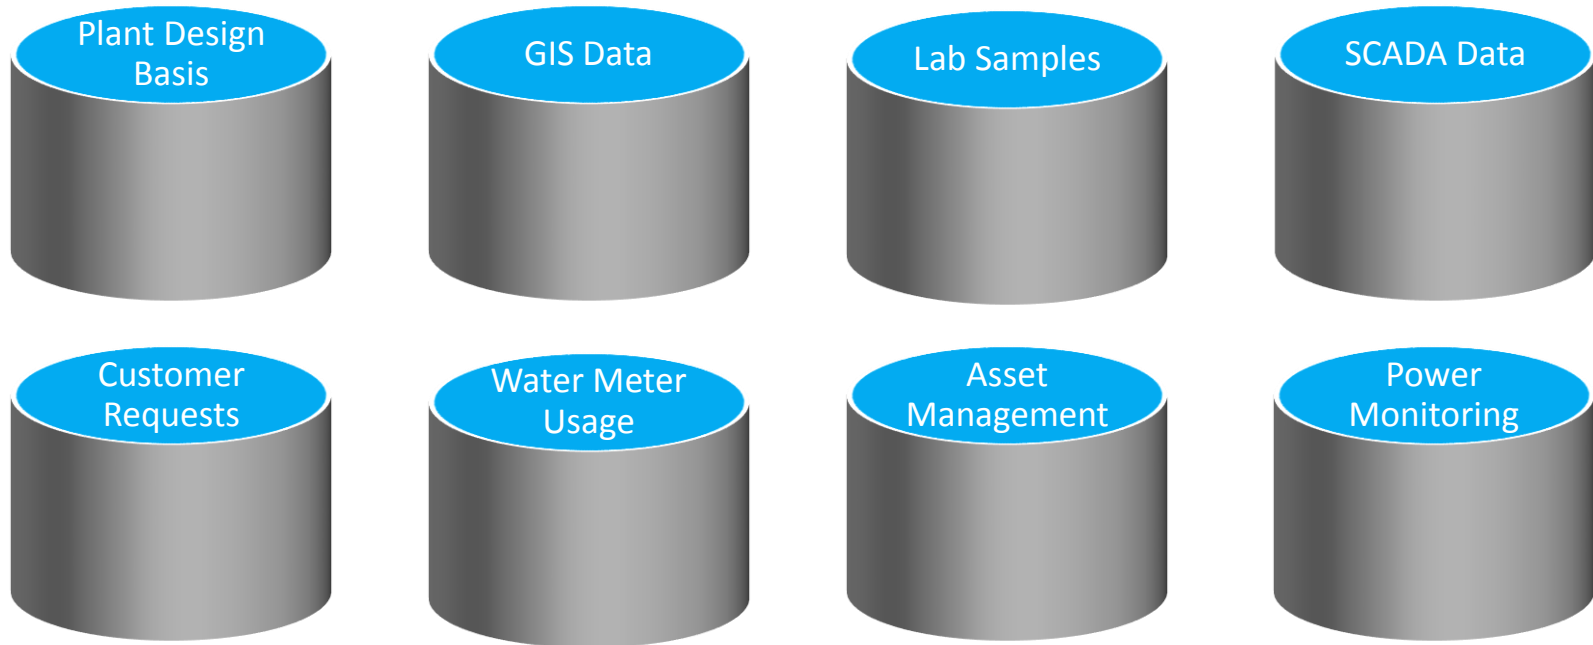 Plant Design
Basis
GIS Data
Lab Samples
SCADA Data
Customer
Requests
Water Meter
Usage
Asset
Management
Power
Monitoring